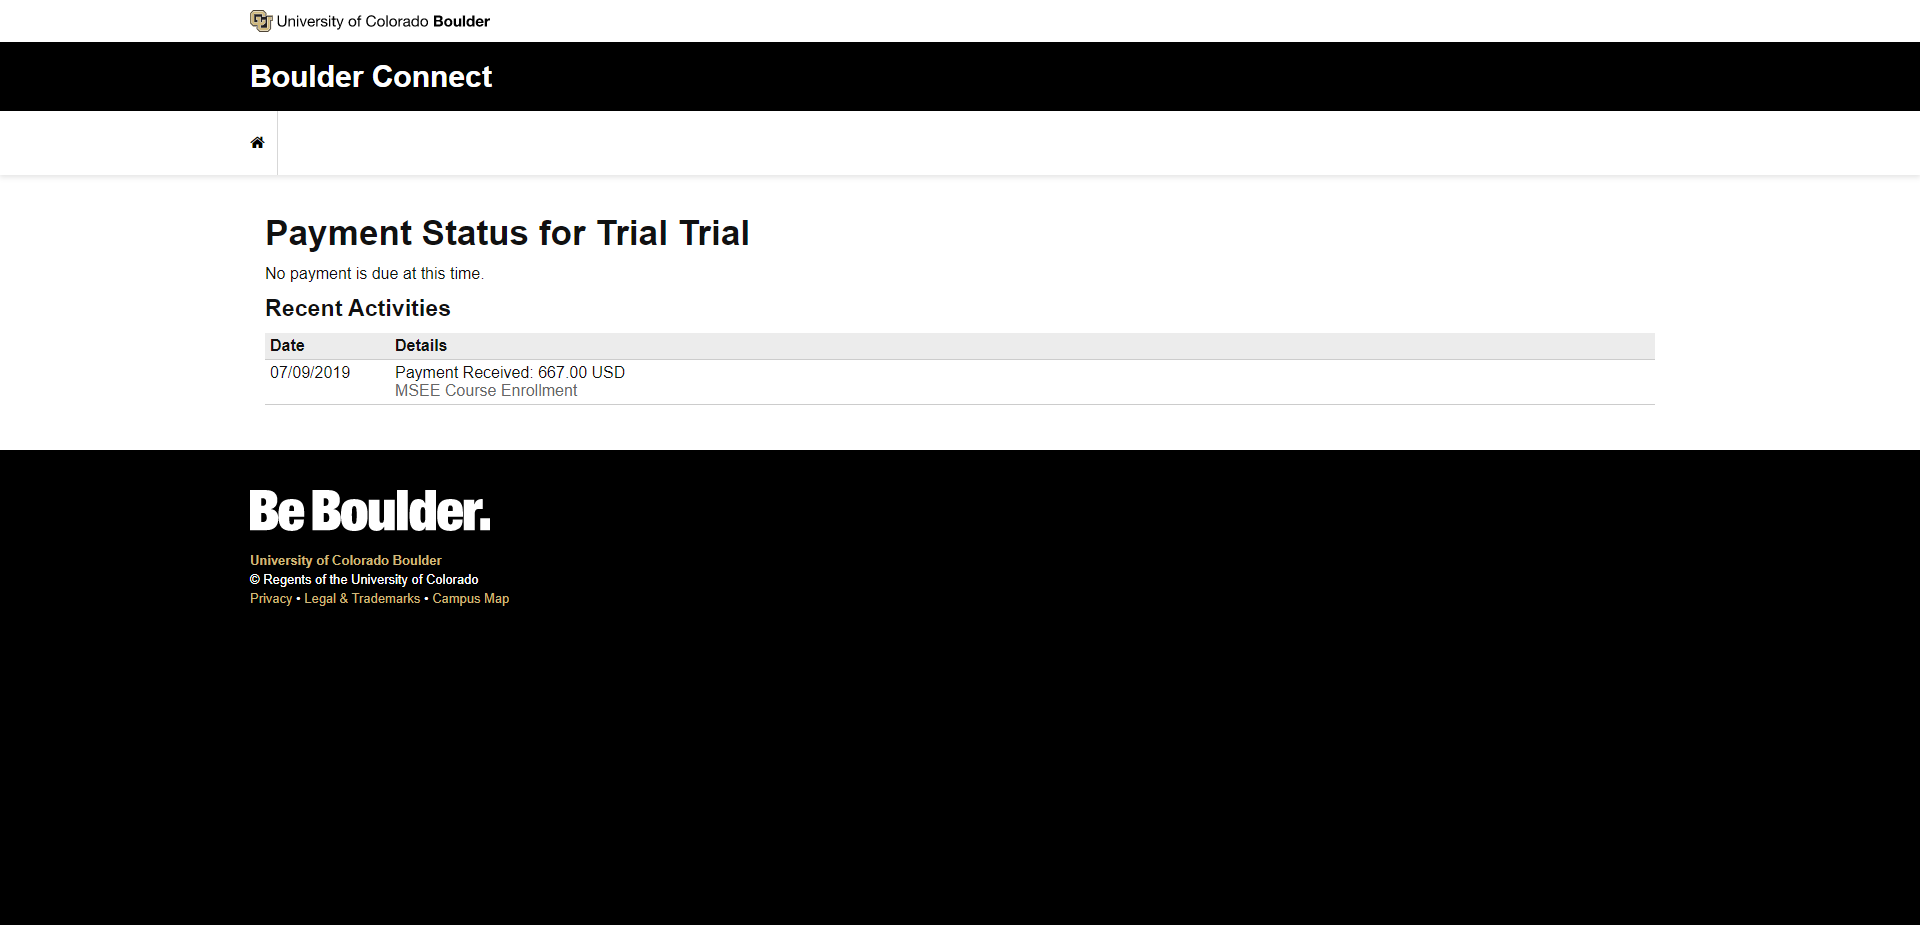 University of Colorado Boulder
Boulder Connect
Payment Status for Trial Trial
No payment is due at this time.
Recent Activities
Date Details
07/09/2019 Payment Received: 667.00 USD
MSEE Course Enrollment
Be Boulder.
University of Colorado Boulder
© Regents of the University of Colorado
Privacy • Legal & Trademarks • Campus Map